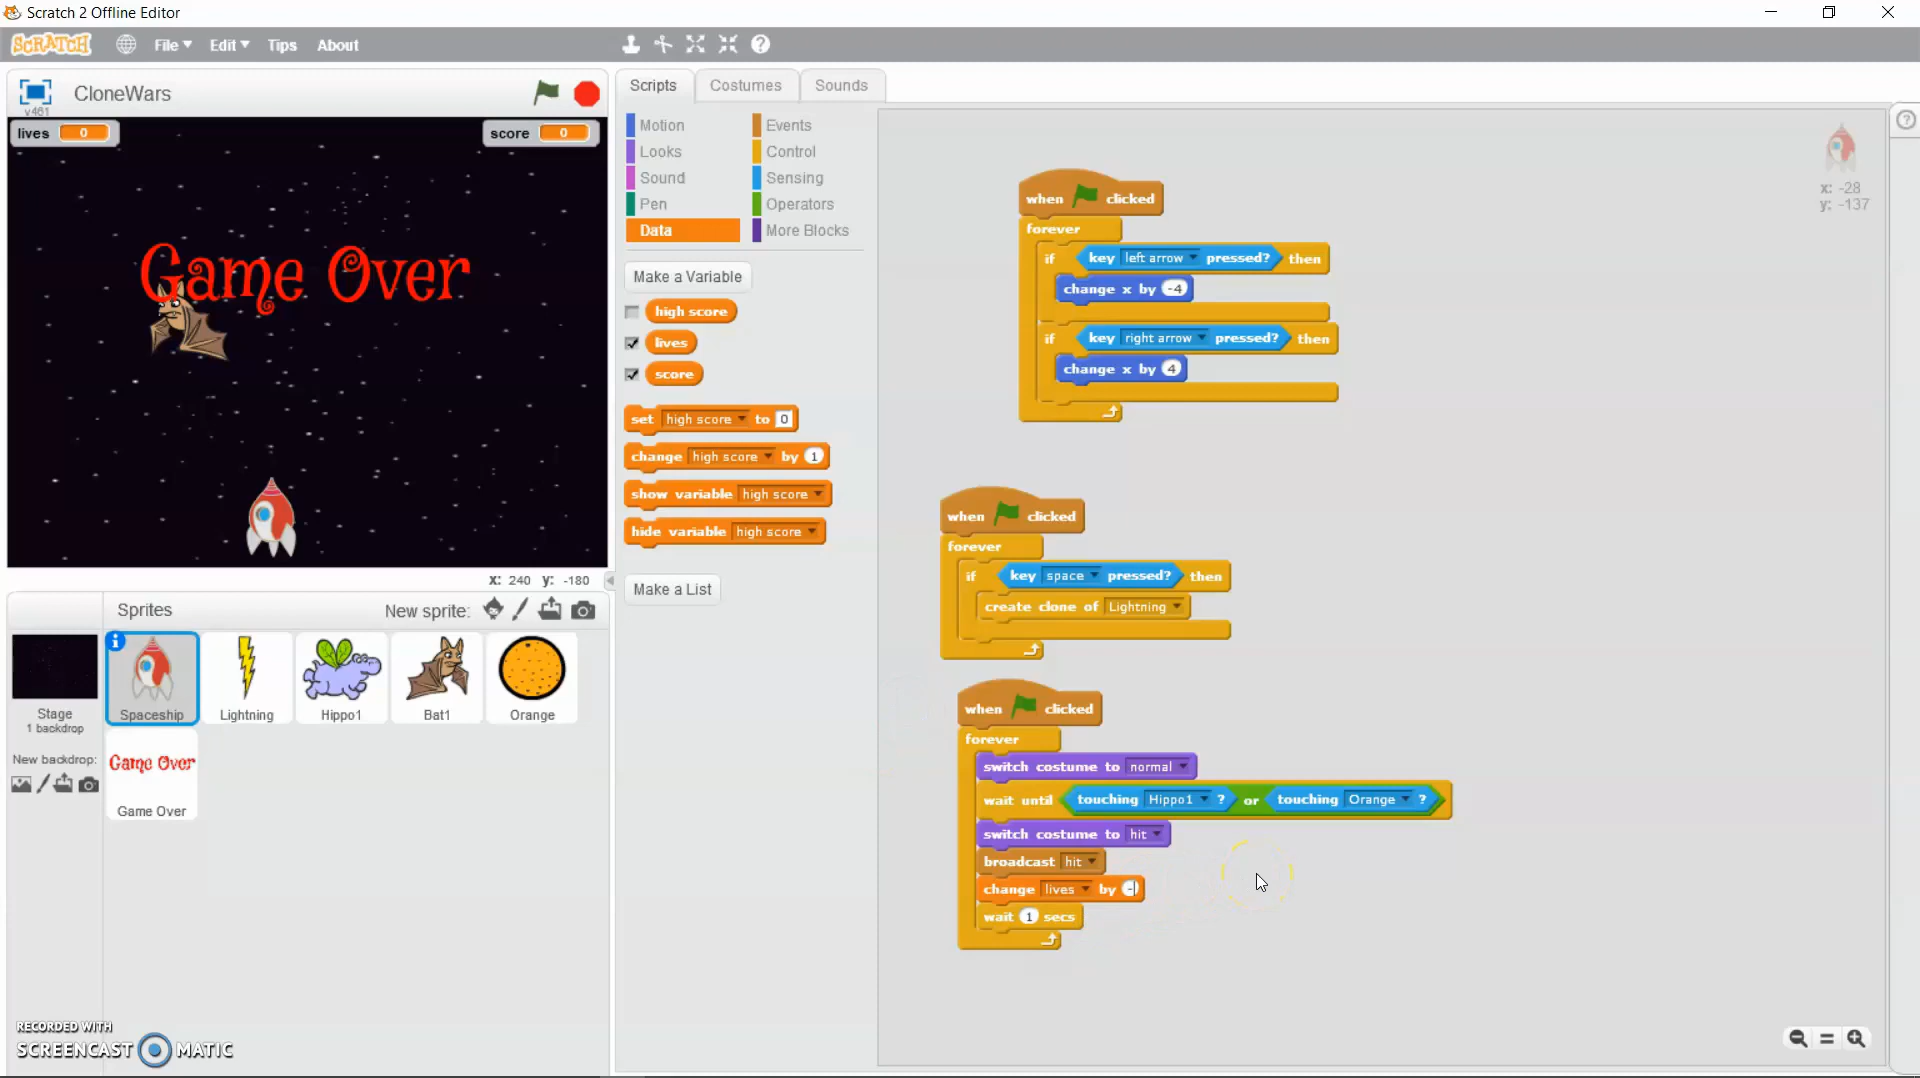 Scratch 2 Offline Editor
SCRATCH File Edit Tips About
CloneWars
v461
lives 0
score 0
Game Over
x: 240 y: -180
Sprites
New sprite:
Spaceship
Lightning
Hippo1
Bat1
Orange
Stage
1 backdrop
New backdrop:
Game Over
Game Over
RECORDED WITH
SCREENCAST MATIC
Scripts
Costumes
Sounds
Motion
Looks
Sound
Pen
Data
Events
Control
Sensing
Operators
More Blocks
Make a Variable
high score
lives
score
set high score to 0
change high score by 1
show variable high score
hide variable high score
Make a List
when clicked
forever
if key left arrow pressed? then
change x by -4
if key right arrow pressed? then
change x by 4
when clicked
forever
if key space pressed? then
create clone of Lightning
when clicked
forever
switch costume to normal
wait until touching Hippo1 ? or touching Orange ?
switch costume to hit
broadcast hit
change lives by -
wait 1 secs
x: -28
y: -137